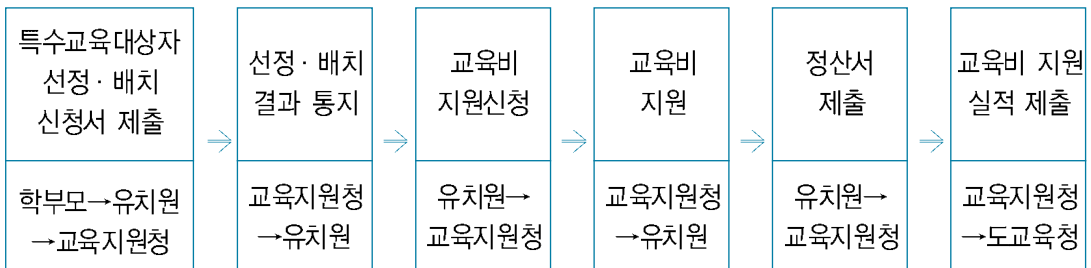 특수교육대상자
선정·배치
신청서 제출
학부모→유치원
→교육지원청
⇒
선정·배치
결과 통지
교육지원청
→유치원
⇒
교육비
지원신청
유치원→
교육지원청
⇒
교육비
지원
교육지원청
→유치원
⇒
정산서
제출
유치원→
교육지원청
⇒
교육비 지원
실적 제출
교육지원청
→도교육청